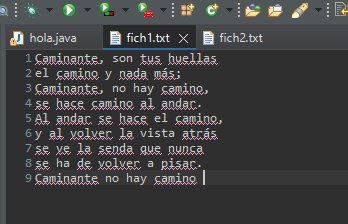 hola.java
fich1.txt
fich2.txt
1 Caminante, son tus huellas
2 el camino y nada más;
3 Caminante, no hay camino,
4 se hace camino al andar.
5 Al andar se hace el camino,
6 y al volver la vista atrás
7 se ve la senda que nunca
8 se ha de volver a pisar.
9 Caminante no hay camino